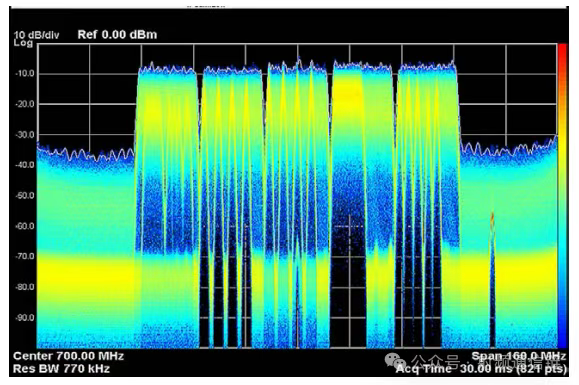 10 dB/div Ref 0.00 dBm
Log
-10.0
-20.0
-30.0
-40.0
-50.0
-60.0
-70.0
-80.0
-90.0
Center 700.00 MHz
Span 160.0 MHz
Res BW 770 kHz
Acq Time 30.00 ms (821 pts)
公众号